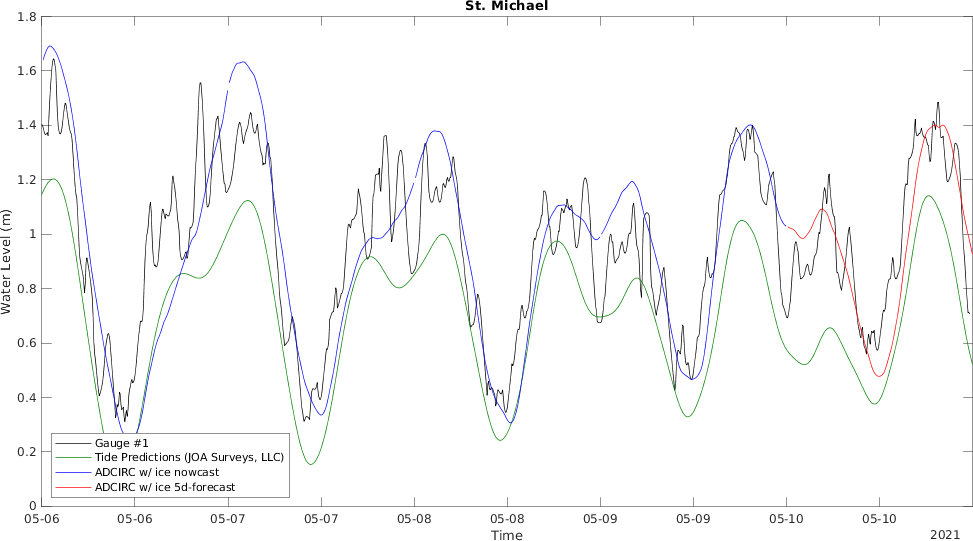 St. Michael
1.8
1.6
1.4
1.2
1
0.8
0.6
0.4
0.2
0
Water Level (m)
Gauge #1
Tide Predictions (JOA Surveys, LLC)
ADCIRC w/ ice nowcast
ADCIRC w/ ice 5d-forecast
05-06 05-06 05-07 05-07 05-08 05-08 05-09 05-09 05-10 05-10
Time
2021